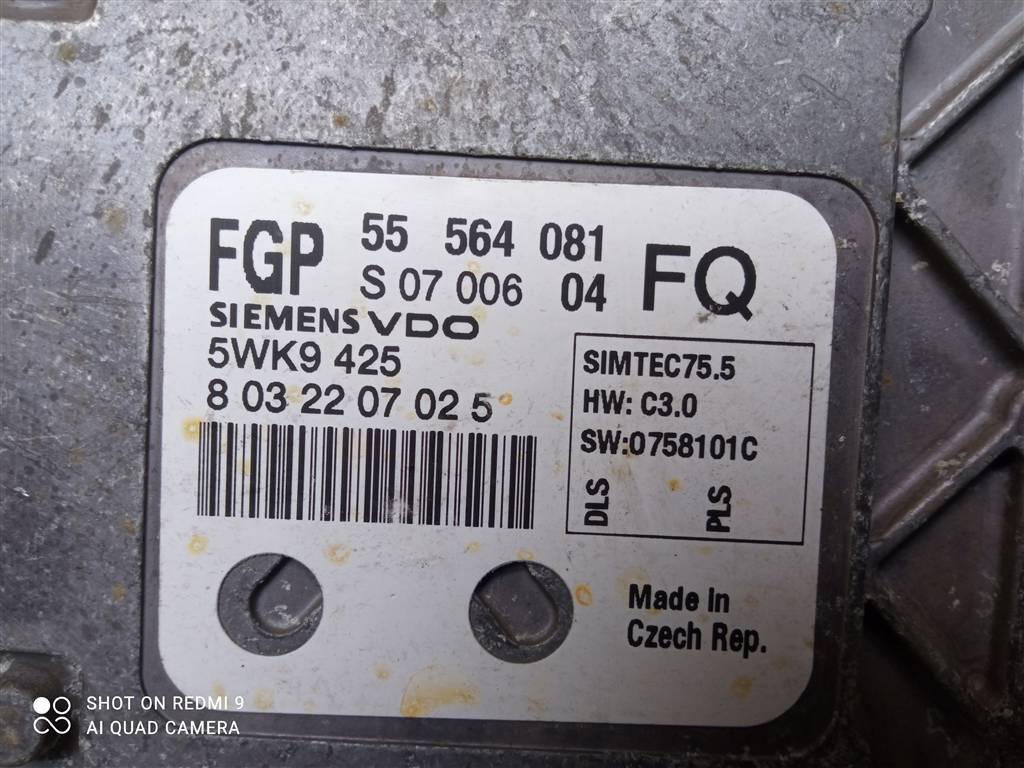 FGP 55 564 081 FQ
S 07 006 04
SIEMENS VDO
5WK9 425
8 03 22 07 02 5
SIMTEC75.5
HW: C3.0
SW:0758101C
DLS PLS
Made in
Czech Rep.
SHOT ON REDMI 9
AI QUAD CAMERA